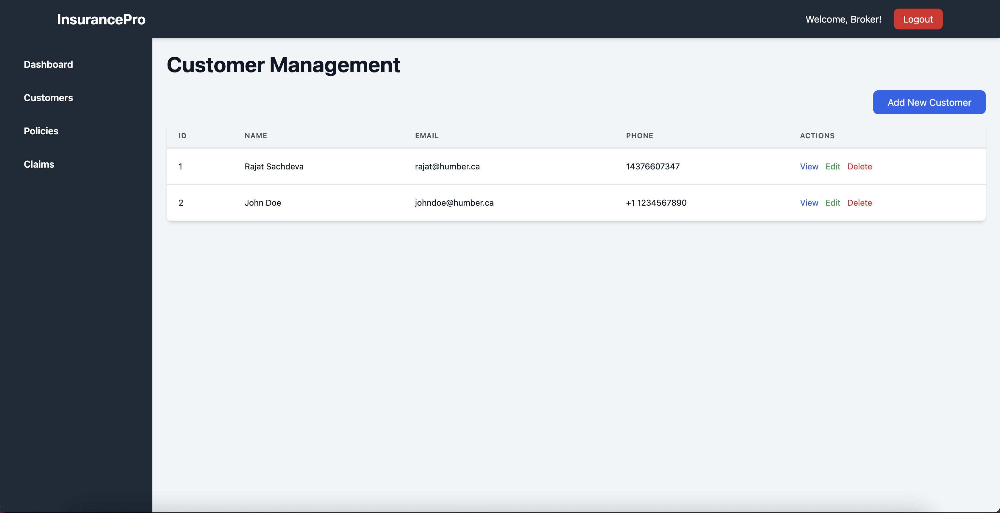 InsurancePro Welcome, Broker! Logout
Dashboard
Customers
Policies
Claims
Customer Management
Add New Customer
ID NAME EMAIL PHONE ACTIONS
1 Rajat Sachdeva rajat@humber.ca 14376607347 View Edit Delete
2 John Doe johndoe@humber.ca +1 1234567890 View Edit Delete